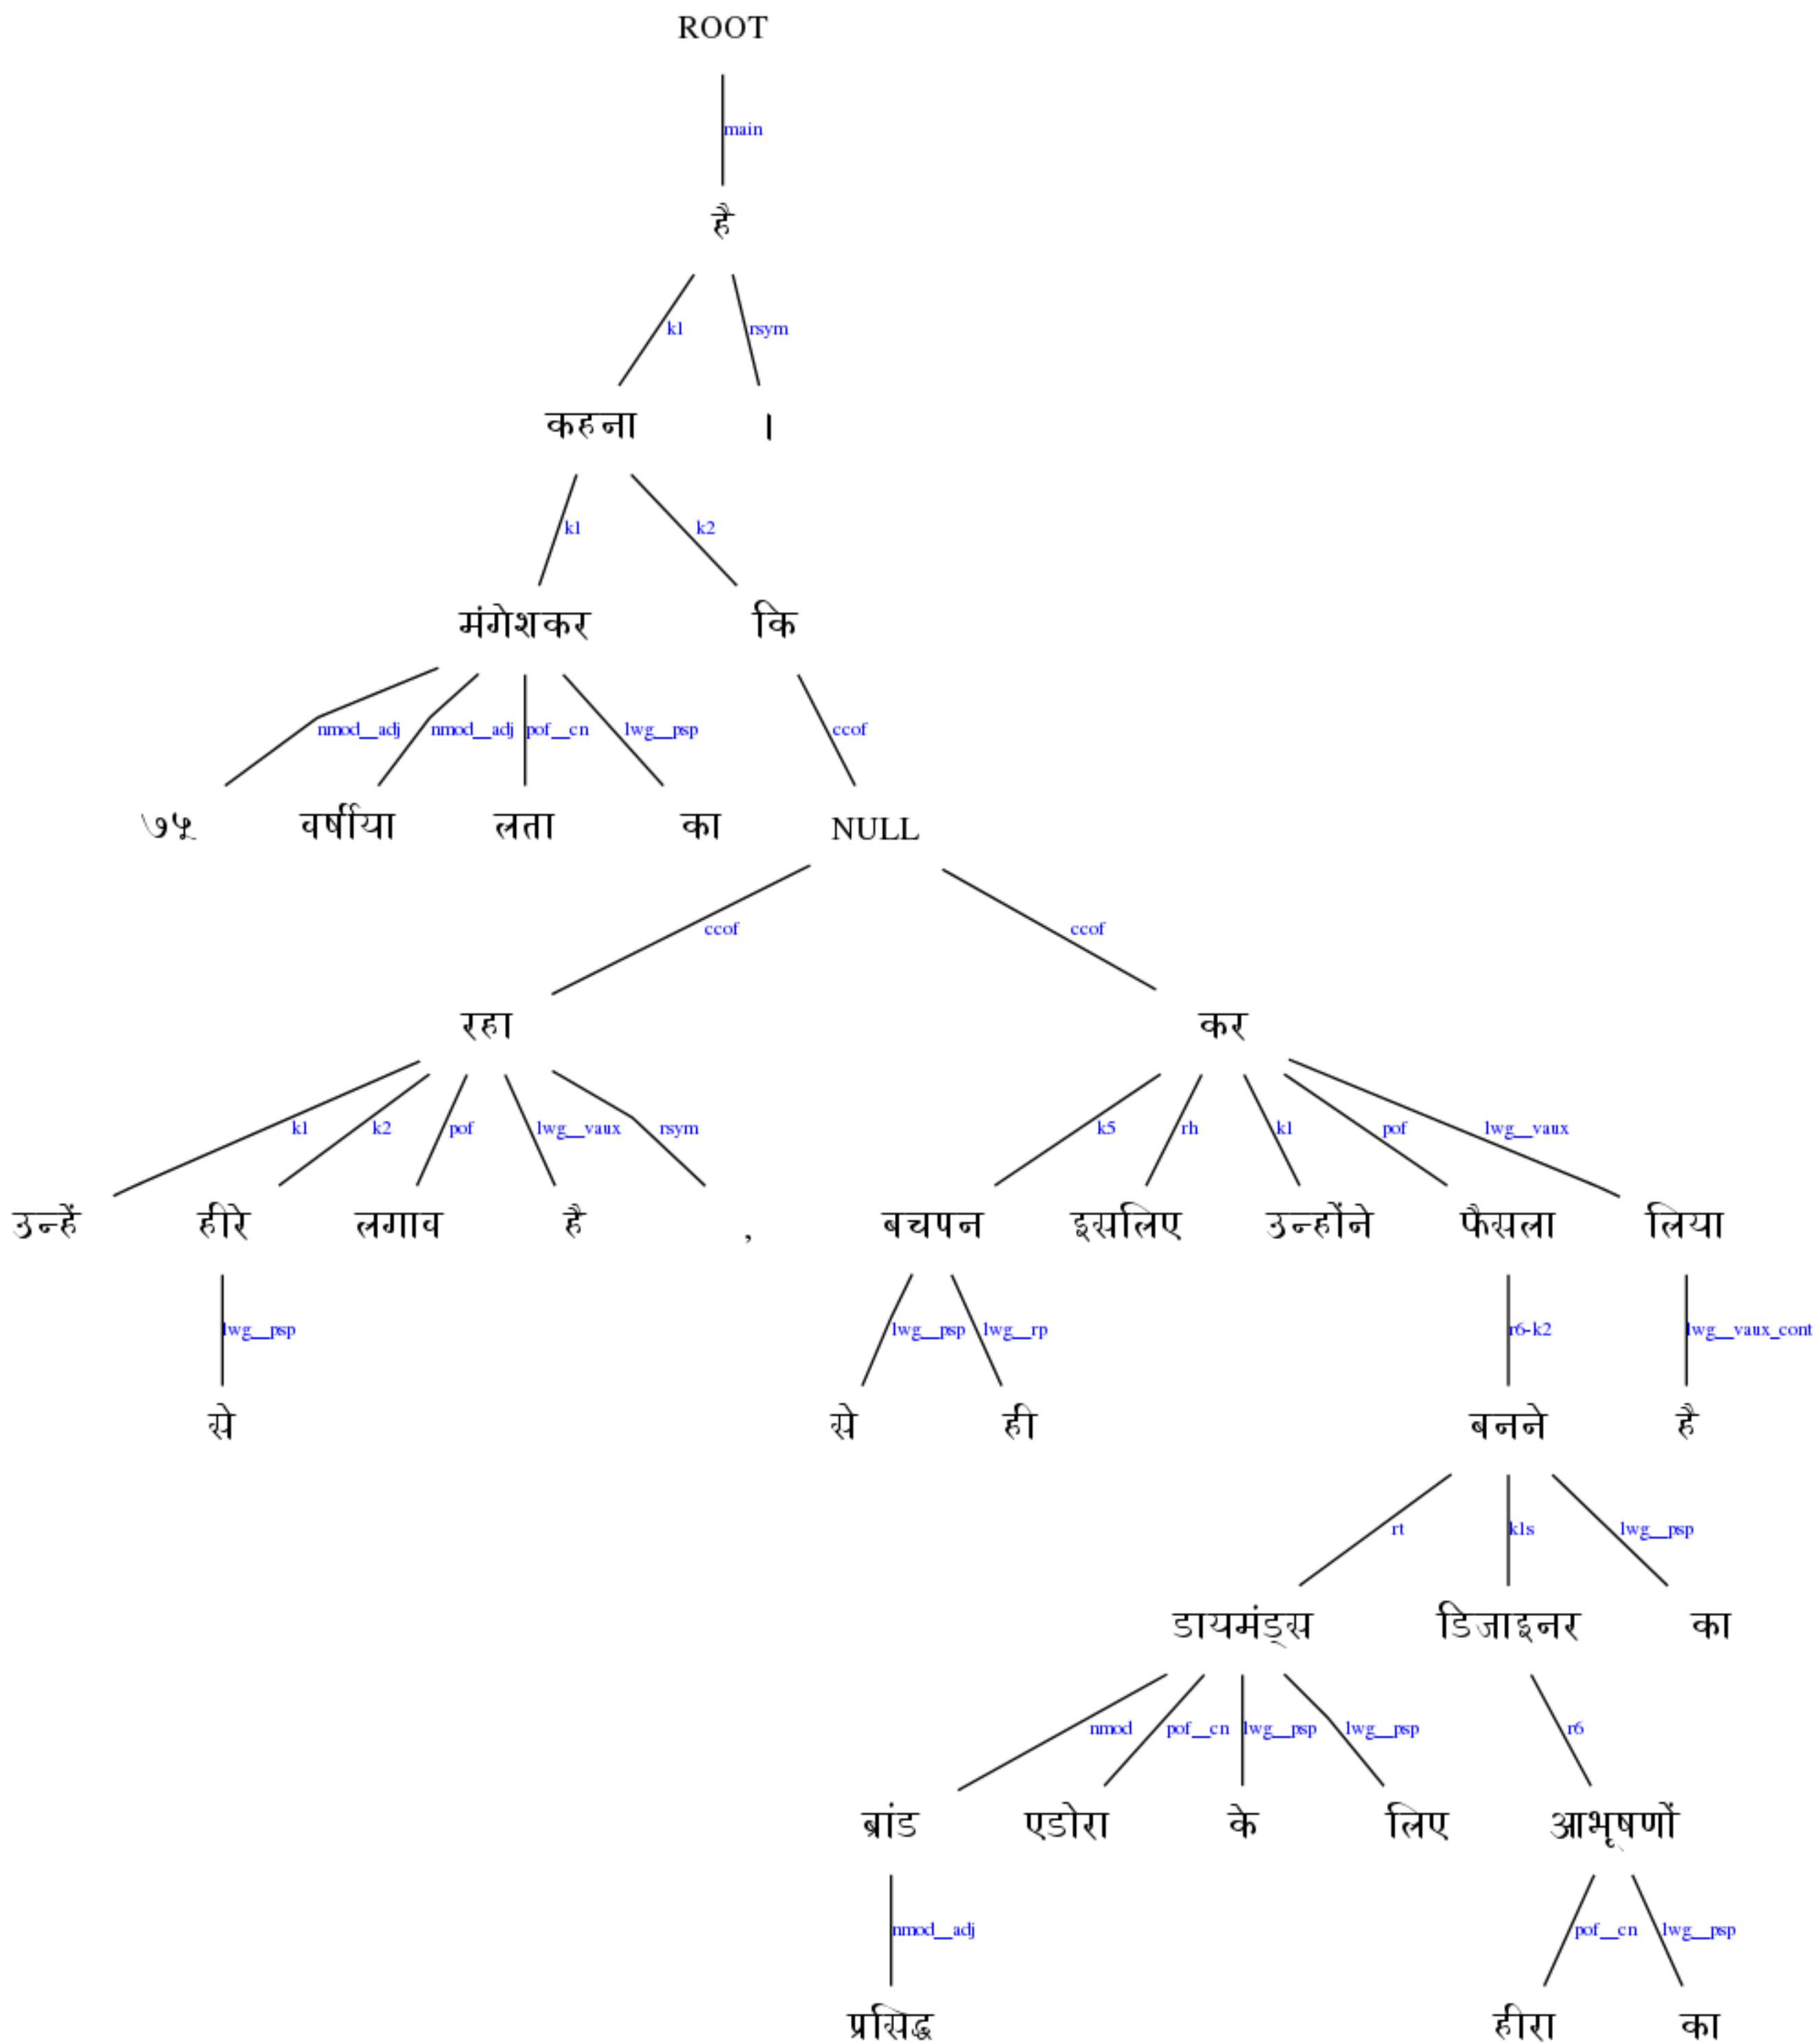 ROOT
main
है
k1 rsym
कहना ।
k1 k2
मंगेशकर कि
nmod__adj nmod__adj pof__cn lwg__psp ccof
७५ वर्षीया लता का NULL
ccof ccof
रहा कर
k1 k2 pof lwg__vaux rsym k5 rh k1 pof lwg__vaux
उन्हें हीरे लगाव है , बचपन इसलिए उन्होंने फैसला लिया
lwg__psp lwg__psp lwg__rp r6-k2 lwg__vaux_cont
से से ही बनने है
rt k1s lwg__psp
डायमंड्स डिजाइनर का
nmod pof__cn lwg__psp lwg__psp r6
ब्रांड एडोरा के लिए आभूषणों
nmod__adj pof__cn lwg__psp
प्रसिद्ध हीरा का